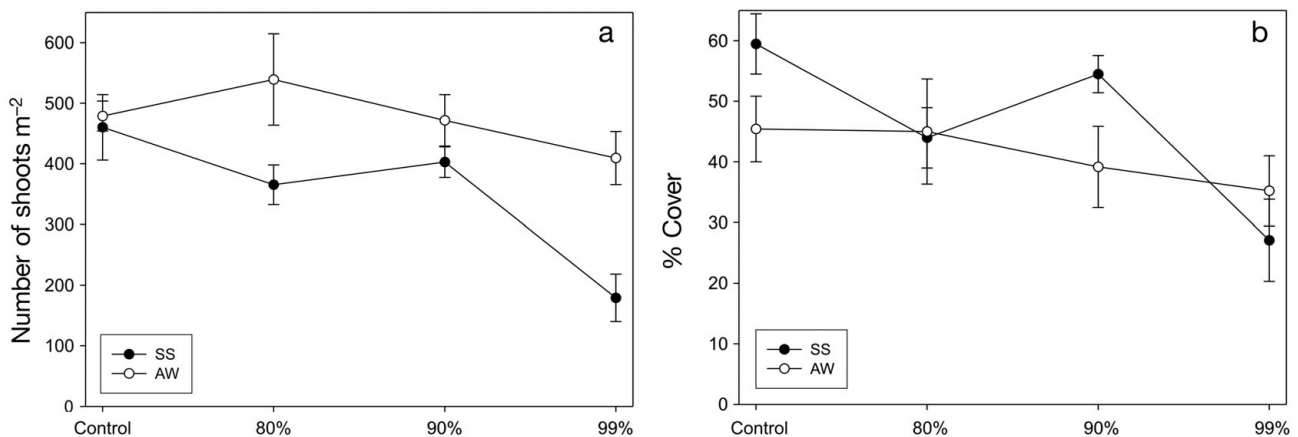 a
600
500
400
300
200
100
0
Number of shoots m⁻²
SS
AW
Control 80% 90% 99%
b
60
50
40
30
20
10
0
% Cover
SS
AW
Control 80% 90% 99%